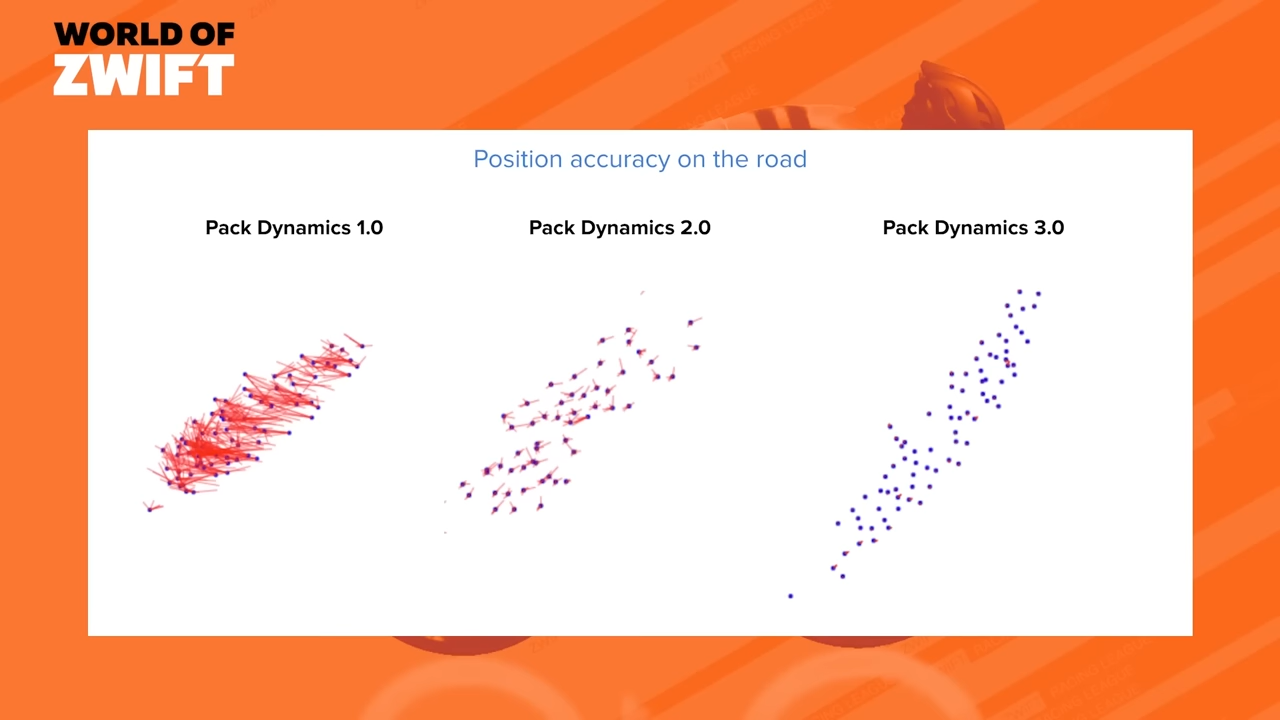 WORLD OF
ZWIFT
Position accuracy on the road
Pack Dynamics 1.0
Pack Dynamics 2.0
Pack Dynamics 3.0